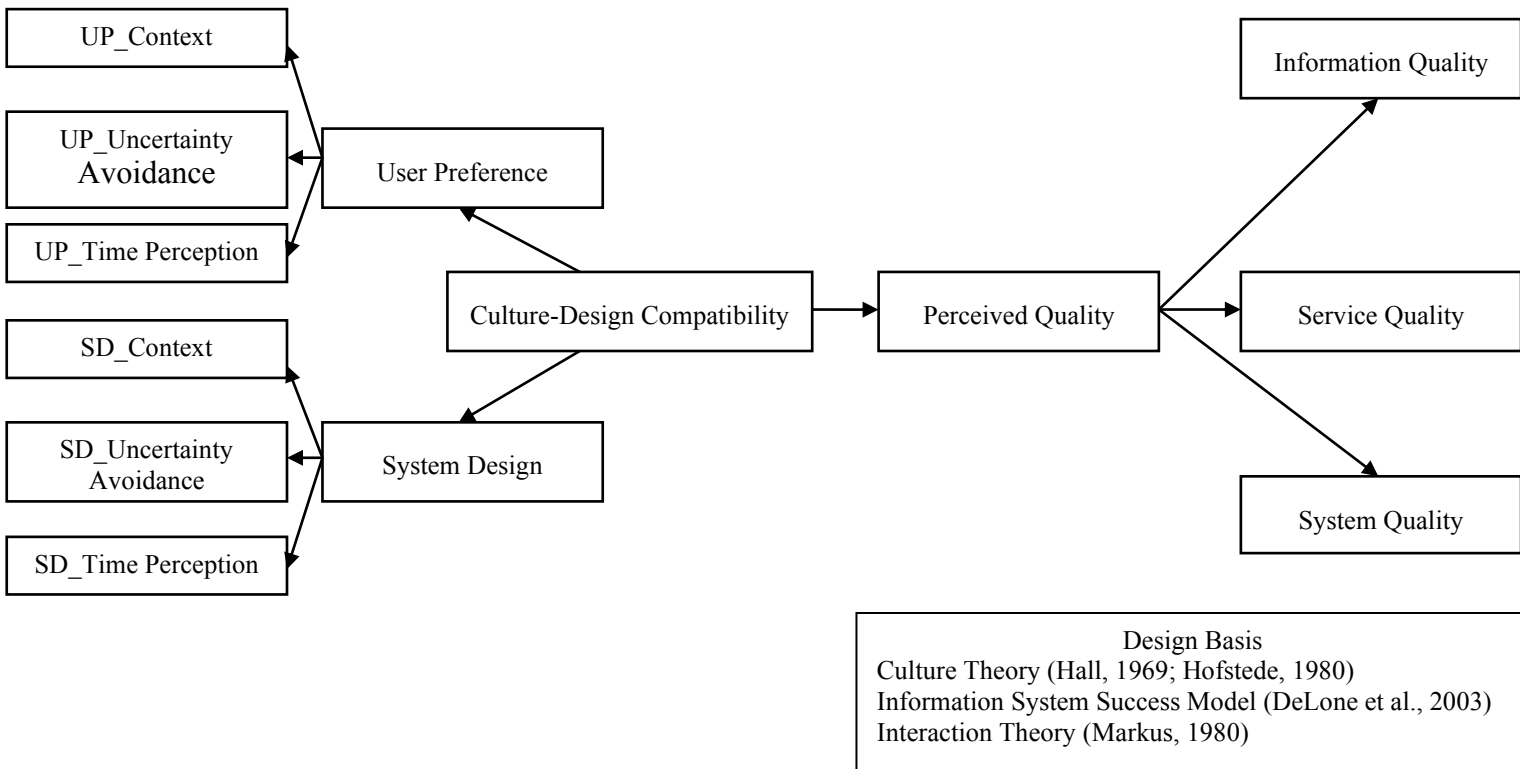 UP_Context
UP_Uncertainty
Avoidance
UP_Time Perception
User Preference
SD_Context
SD_Uncertainty
Avoidance
SD_Time Perception
System Design
Culture-Design Compatibility
Perceived Quality
Information Quality
Service Quality
System Quality
Design Basis
Culture Theory (Hall, 1969; Hofstede, 1980)
Information System Success Model (DeLone et al., 2003)
Interaction Theory (Markus, 1980)